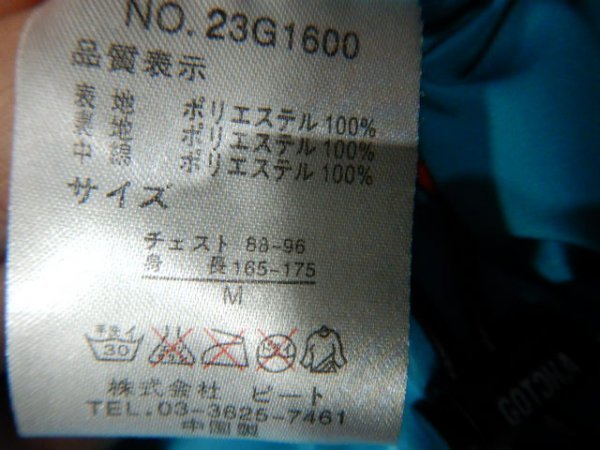 NO. 23G1600
品質表示
表地 ポリエステル100%
裏地 ポリエステル100%
中綿 ポリエステル100%
サイズ
チェスト 88-96
身長165-175
M
手洗イ
30
株式会社 ビート
TEL.03-3625-7461
中国製
GOTCHA